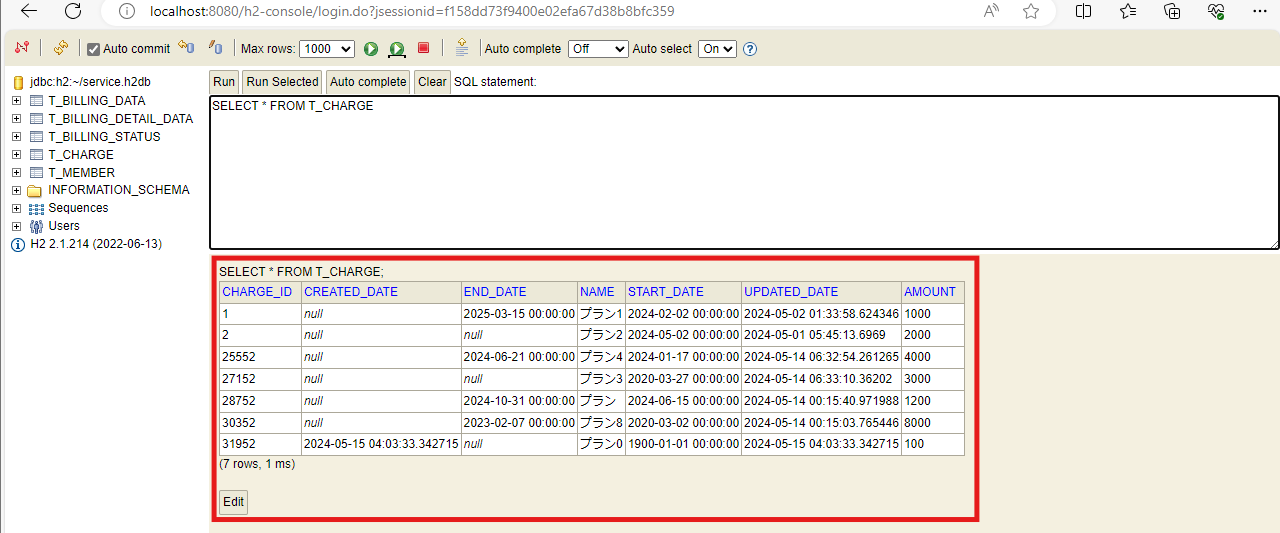 localhost:8080/h2-console/login.do?jsessionid=f158dd73f9400e02efa67d38b8bfc359
Auto commit Max rows: 1000 Auto complete Off Auto select On
jdbc:h2:~/service.h2db
T_BILLING_DATA
T_BILLING_DETAIL_DATA
T_BILLING_STATUS
T_CHARGE
T_MEMBER
INFORMATION_SCHEMA
Sequences
Users
H2 2.1.214 (2022-06-13)
Run Run Selected Auto complete Clear SQL statement:
SELECT * FROM T_CHARGE
SELECT * FROM T_CHARGE;
CHARGE_ID CREATED_DATE END_DATE NAME START_DATE UPDATED_DATE AMOUNT
1 null 2025-03-15 00:00:00 プラン1 2024-02-02 00:00:00 2024-05-02 01:33:58.624346 1000
2 null null プラン2 2024-05-02 00:00:00 2024-05-01 05:45:13.6969 2000
25552 null 2024-06-21 00:00:00 プラン4 2024-01-17 00:00:00 2024-05-14 06:32:54.261265 4000
27152 null null プラン3 2020-03-27 00:00:00 2024-05-14 06:33:10.36202 3000
28752 null 2024-10-31 00:00:00 プラン 2024-06-15 00:00:00 2024-05-14 00:15:40.971988 1200
30352 null 2023-02-07 00:00:00 プラン8 2020-03-02 00:00:00 2024-05-14 00:15:03.765446 8000
31952 2024-05-15 04:03:33.342715 null プラン0 1900-01-01 00:00:00 2024-05-15 04:03:33.342715 100
(7 rows, 1 ms)
Edit